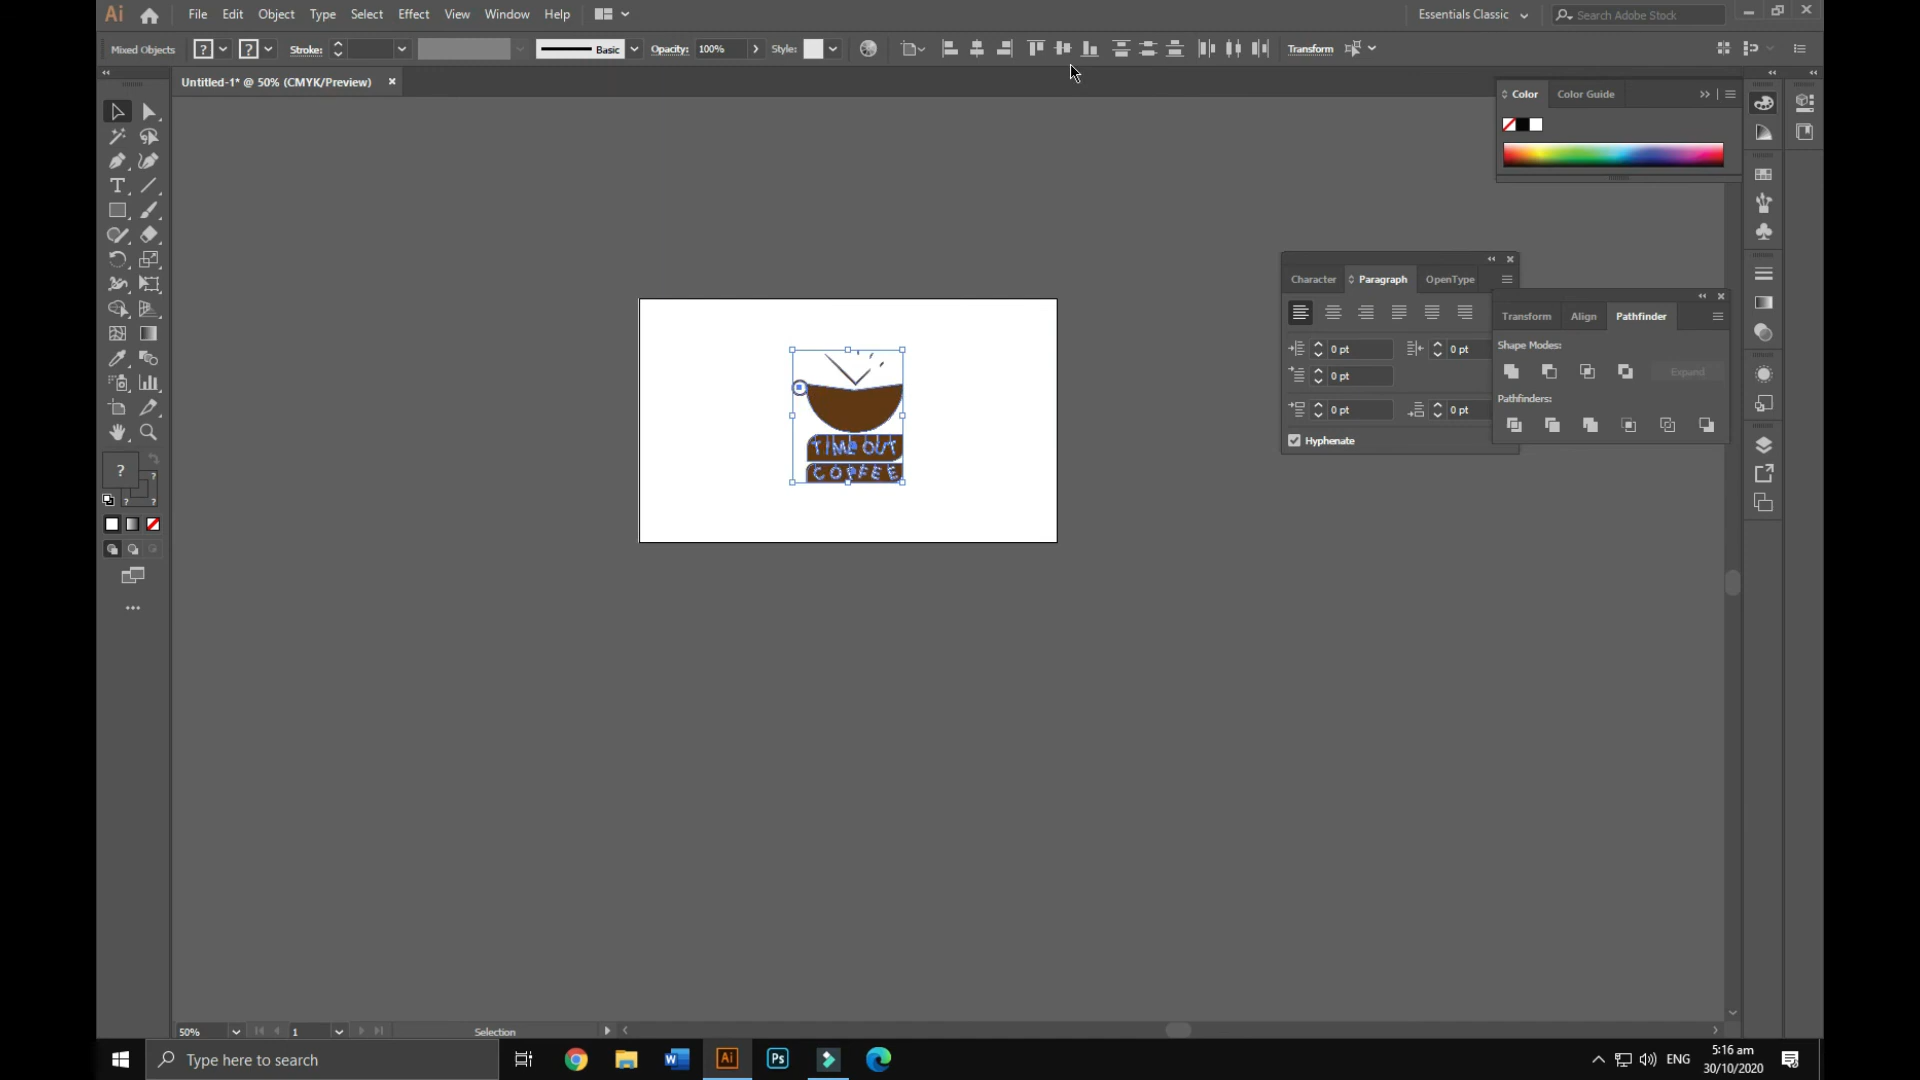 Ai File Edit Object Type Select Effect View Window Help Essentials Classic Search Adobe Stock
Mixed Objects ? ? Stroke: Basic Opacity: 100% Style: Transform
Untitled-1* @ 50% (CMYK/Preview) ×
Color Color Guide
Character Paragraph OpenType
0 pt 0 pt
0 pt
0 pt 0 pt
Hyphenate
Transform Align Pathfinder
Shape Modes:
Expand
Pathfinders:
TIME OUT
COFFEE
?
?
? ?
50% 1 Selection
Type here to search
W Ai Ps
ENG
5:16 am
30/10/2020